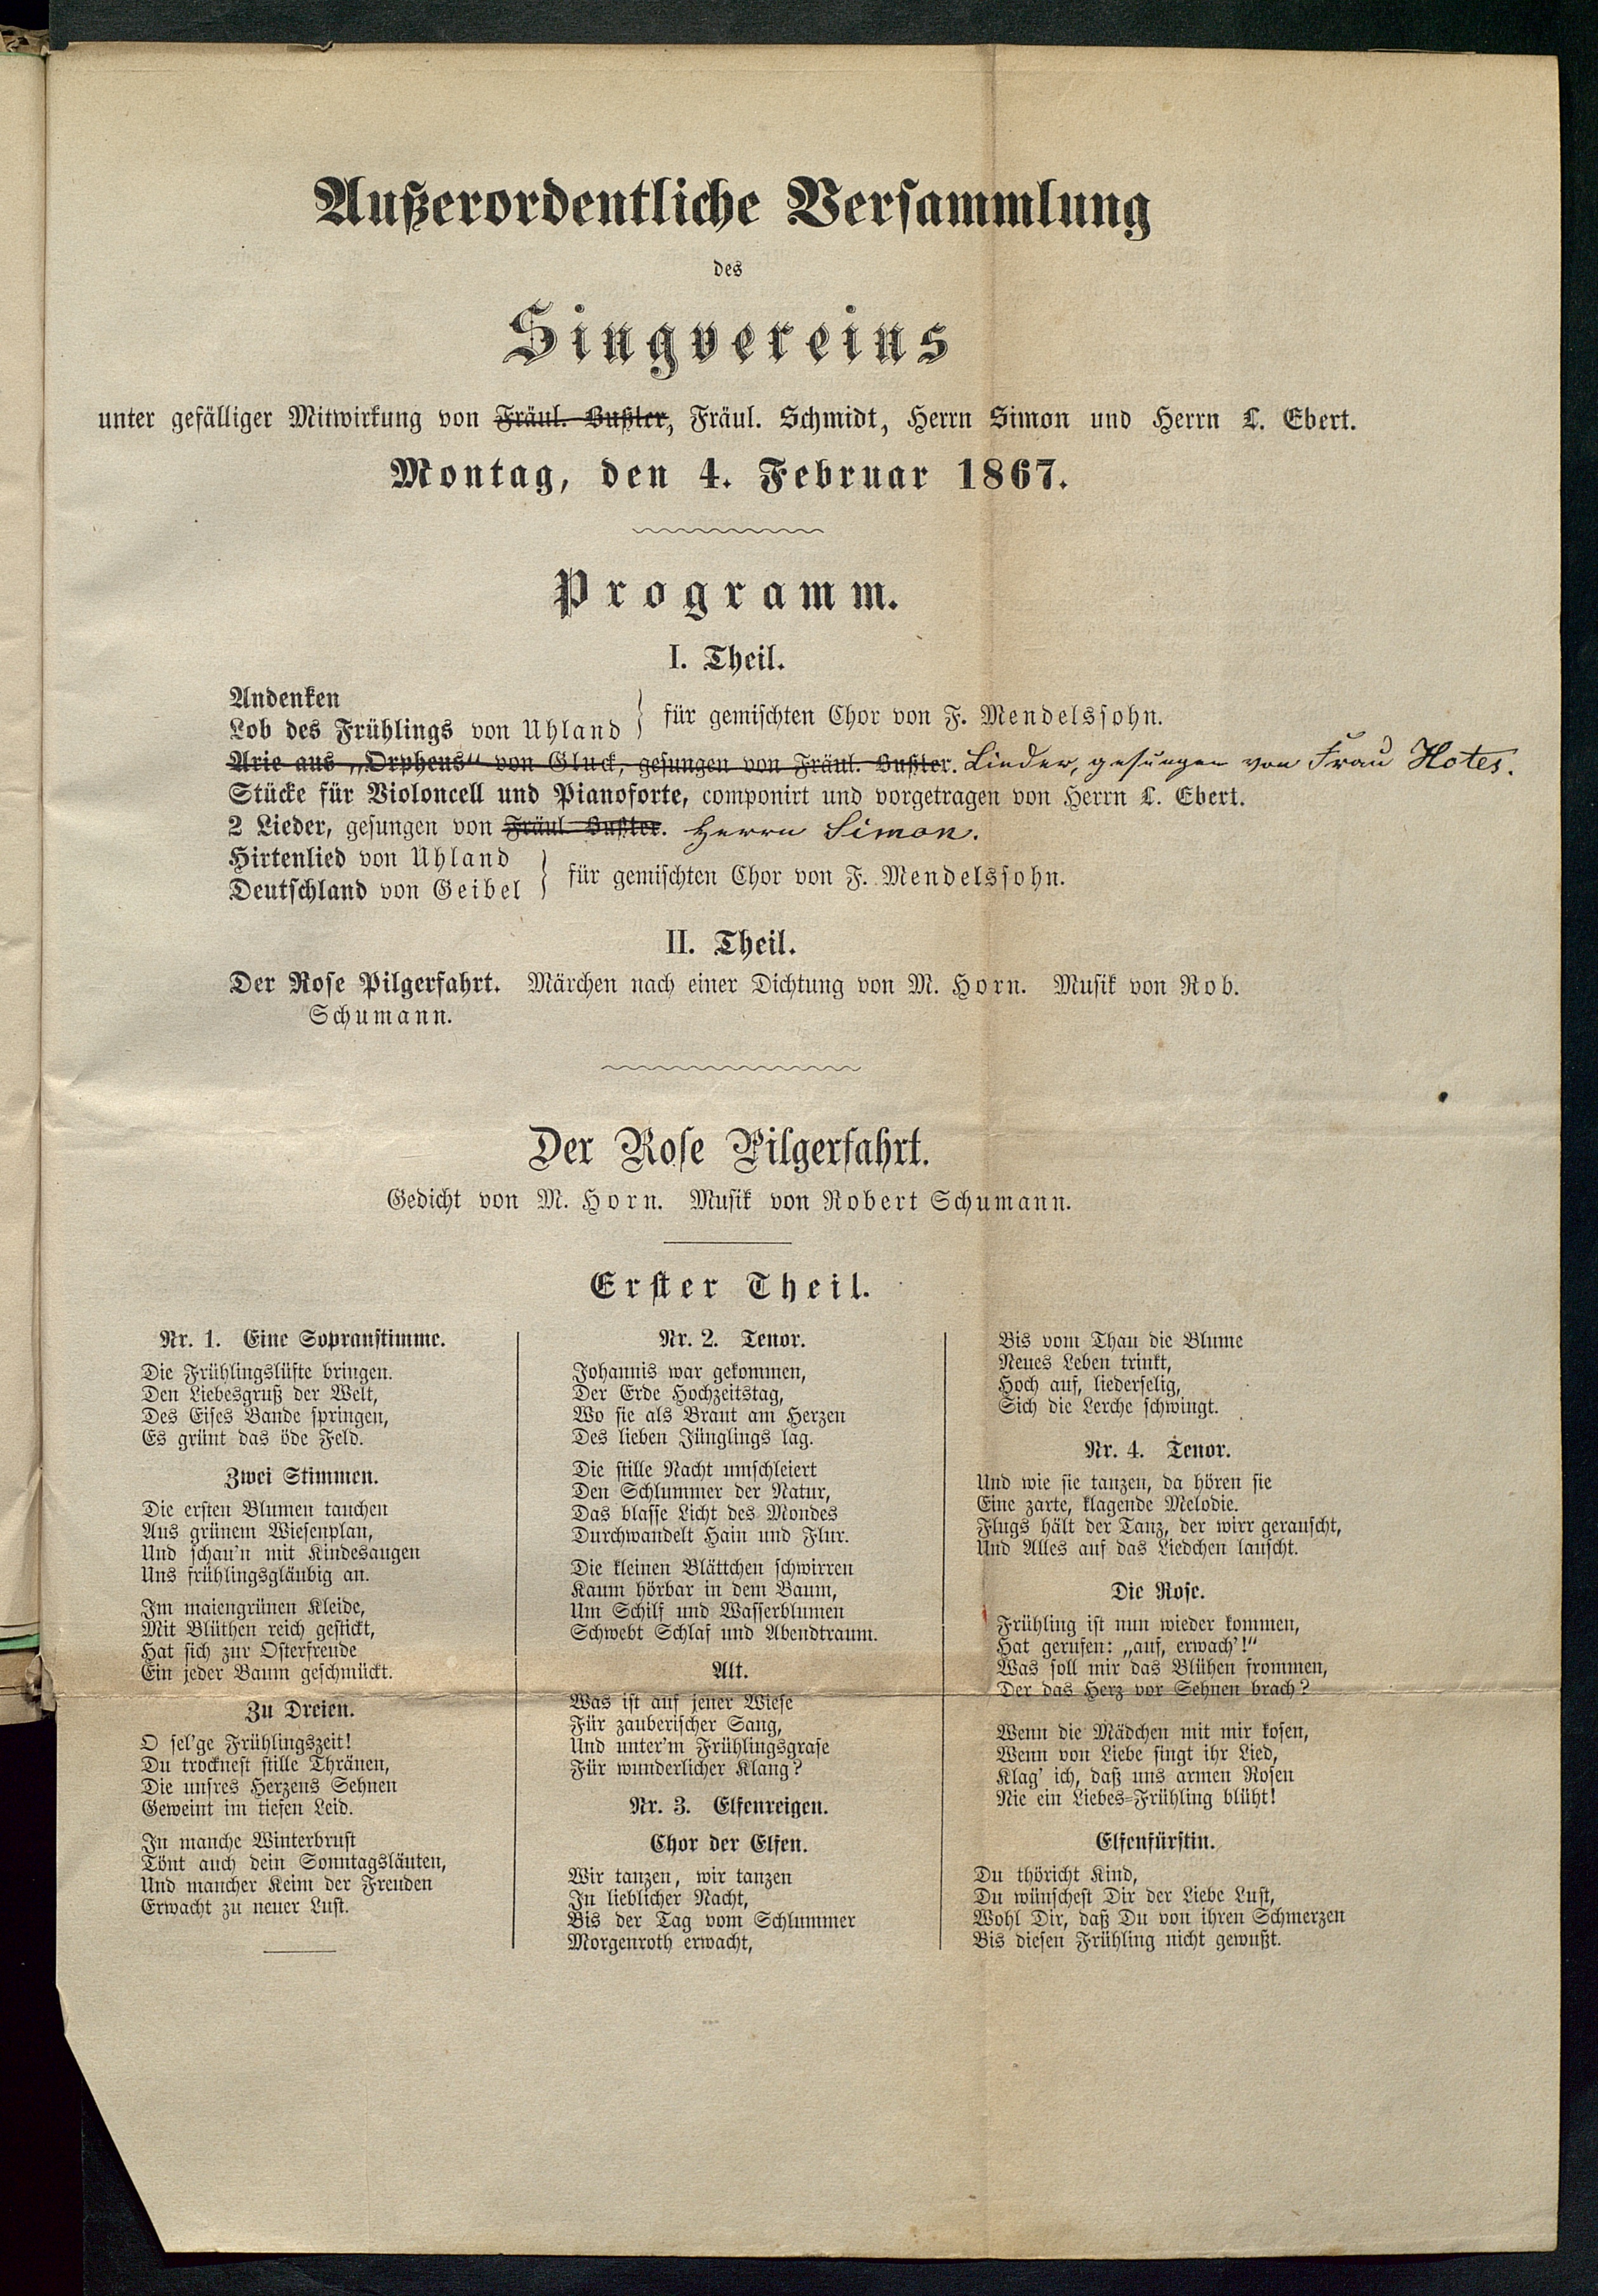 Außerordentliche Versammlung
des
Singvereins
unter gefälliger Mitwirkung von Fräul. Bußler, Fräul. Schmidt, Herrn Simon und Herrn L. Ebert.
Montag, den 4. Februar 1867.
Programm.
I. Theil.
Andenken
Lob des Frühlings von Uhland } für gemischten Chor von F. Mendelssohn.
Arie aus „Orpheus“ von Gluck, gesungen von Fräul. Bußler. Lieder, gesungen von Frau Hotes.
Stücke für Violoncell und Pianoforte, componirt und vorgetragen von Herrn L. Ebert.
2 Lieder, gesungen von Fräul. Bußler. Herrn Simon.
Hirtenlied von Uhland
Deutschland von Geibel } für gemischten Chor von F. Mendelssohn.
II. Theil.
Der Rose Pilgerfahrt. Märchen nach einer Dichtung von M. Horn. Musik von Rob.
Schumann.
Der Rose Pilgerfahrt.
Gedicht von M. Horn. Musik von Robert Schumann.
Erster Theil.
Nr. 1. Eine Sopranstimme.
Die Frühlingslüfte bringen.
Den Liebesgruß der Welt,
Des Eises Bande springen,
Es grünt das öde Feld.
Zwei Stimmen.
Die ersten Blumen tauchen
Aus grünem Wiesenplan,
Und schau'n mit Kindesaugen
Uns frühlingsgläubig an.
Im maiengrünen Kleide,
Mit Blüthen reich gestickt,
Hat sich zur Osterfreude
Ein jeder Baum geschmückt.
Zu Dreien.
O sel'ge Frühlingszeit!
Du trocknest stille Thränen,
Die unsres Herzens Sehnen
Geweint im tiefen Leid.
In manche Winterbrust
Tönt auch dein Sonntagsläuten,
Und mancher Keim der Freuden
Erwacht zu neuer Lust.
Nr. 2. Tenor.
Johannis war gekommen,
Der Erde Hochzeitstag,
Wo sie als Braut am Herzen
Des lieben Jünglings lag.
Die stille Nacht umschleiert
Den Schlummer der Natur,
Das blasse Licht des Mondes
Durchwandelt Hain und Flur.
Die kleinen Blättchen schwirren
Kaum hörbar in dem Baum,
Um Schilf und Wasserblumen
Schwebt Schlaf und Abendtraum.
Alt.
Was ist auf jener Wiese
Für zauberischer Sang,
Und unter'm Frühlingsgrase
Für wunderlicher Klang?
Nr. 3. Elfenreigen.
Chor der Elfen.
Wir tanzen, wir tanzen
In lieblicher Nacht,
Bis der Tag vom Schlummer
Morgenroth erwacht,
Bis vom Thau die Blume
Neues Leben trinkt,
Hoch auf, liederselig,
Sich die Lerche schwingt.
Nr. 4. Tenor.
Und wie sie tanzen, da hören sie
Eine zarte, klagende Melodie.
Flugs hält der Tanz, der wirr gerauscht,
Und Alles auf das Liedchen lauscht.
Die Rose.
Frühling ist nun wieder kommen,
Hat gerufen: „auf, erwach'!“
Was soll mir das Blühen frommen,
Der das Herz vor Sehnen brach?
Wenn die Mädchen mit mir kosen,
Wenn von Liebe singt ihr Lied,
Klag' ich, daß uns armen Rosen
Nie ein Liebes-Frühling blüht!
Elfenfürstin.
Du thöricht Kind,
Du wünschest Dir der Liebe Lust,
Wohl Dir, daß Du von ihren Schmerzen
Bis diesen Frühling nicht gewußt.